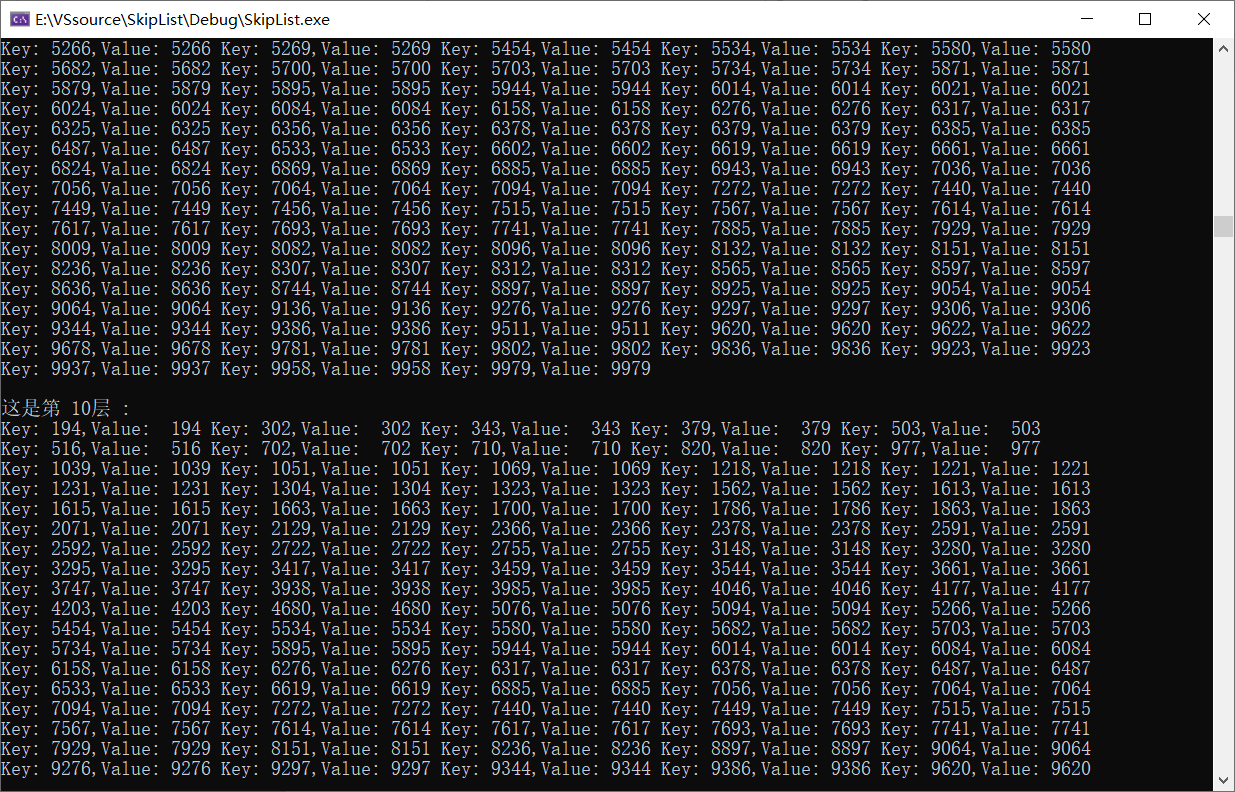 E:\VSsource\SkipList\Debug\SkipList.exe
Key: 5266,Value: 5266 Key: 5269,Value: 5269 Key: 5454,Value: 5454 Key: 5534,Value: 5534 Key: 5580,Value: 5580
Key: 5682,Value: 5682 Key: 5700,Value: 5700 Key: 5703,Value: 5703 Key: 5734,Value: 5734 Key: 5871,Value: 5871
Key: 5879,Value: 5879 Key: 5895,Value: 5895 Key: 5944,Value: 5944 Key: 6014,Value: 6014 Key: 6021,Value: 6021
Key: 6024,Value: 6024 Key: 6084,Value: 6084 Key: 6158,Value: 6158 Key: 6276,Value: 6276 Key: 6317,Value: 6317
Key: 6325,Value: 6325 Key: 6356,Value: 6356 Key: 6378,Value: 6378 Key: 6379,Value: 6379 Key: 6385,Value: 6385
Key: 6487,Value: 6487 Key: 6533,Value: 6533 Key: 6602,Value: 6602 Key: 6619,Value: 6619 Key: 6661,Value: 6661
Key: 6824,Value: 6824 Key: 6869,Value: 6869 Key: 6885,Value: 6885 Key: 6943,Value: 6943 Key: 7036,Value: 7036
Key: 7056,Value: 7056 Key: 7064,Value: 7064 Key: 7094,Value: 7094 Key: 7272,Value: 7272 Key: 7440,Value: 7440
Key: 7449,Value: 7449 Key: 7456,Value: 7456 Key: 7515,Value: 7515 Key: 7567,Value: 7567 Key: 7614,Value: 7614
Key: 7617,Value: 7617 Key: 7693,Value: 7693 Key: 7741,Value: 7741 Key: 7885,Value: 7885 Key: 7929,Value: 7929
Key: 8009,Value: 8009 Key: 8082,Value: 8082 Key: 8096,Value: 8096 Key: 8132,Value: 8132 Key: 8151,Value: 8151
Key: 8236,Value: 8236 Key: 8307,Value: 8307 Key: 8312,Value: 8312 Key: 8565,Value: 8565 Key: 8597,Value: 8597
Key: 8636,Value: 8636 Key: 8744,Value: 8744 Key: 8897,Value: 8897 Key: 8925,Value: 8925 Key: 9054,Value: 9054
Key: 9064,Value: 9064 Key: 9136,Value: 9136 Key: 9276,Value: 9276 Key: 9297,Value: 9297 Key: 9306,Value: 9306
Key: 9344,Value: 9344 Key: 9386,Value: 9386 Key: 9511,Value: 9511 Key: 9620,Value: 9620 Key: 9622,Value: 9622
Key: 9678,Value: 9678 Key: 9781,Value: 9781 Key: 9802,Value: 9802 Key: 9836,Value: 9836 Key: 9923,Value: 9923
Key: 9937,Value: 9937 Key: 9958,Value: 9958 Key: 9979,Value: 9979
这是第 10层 :
Key: 194,Value:  194 Key: 302,Value:  302 Key: 343,Value:  343 Key: 379,Value:  379 Key: 503,Value:  503
Key: 516,Value:  516 Key: 702,Value:  702 Key: 710,Value:  710 Key: 820,Value:  820 Key: 977,Value:  977
Key: 1039,Value: 1039 Key: 1051,Value: 1051 Key: 1069,Value: 1069 Key: 1218,Value: 1218 Key: 1221,Value: 1221
Key: 1231,Value: 1231 Key: 1304,Value: 1304 Key: 1323,Value: 1323 Key: 1562,Value: 1562 Key: 1613,Value: 1613
Key: 1615,Value: 1615 Key: 1663,Value: 1663 Key: 1700,Value: 1700 Key: 1786,Value: 1786 Key: 1863,Value: 1863
Key: 2071,Value: 2071 Key: 2129,Value: 2129 Key: 2366,Value: 2366 Key: 2378,Value: 2378 Key: 2591,Value: 2591
Key: 2592,Value: 2592 Key: 2722,Value: 2722 Key: 2755,Value: 2755 Key: 3148,Value: 3148 Key: 3280,Value: 3280
Key: 3295,Value: 3295 Key: 3417,Value: 3417 Key: 3459,Value: 3459 Key: 3544,Value: 3544 Key: 3661,Value: 3661
Key: 3747,Value: 3747 Key: 3938,Value: 3938 Key: 3985,Value: 3985 Key: 4046,Value: 4046 Key: 4177,Value: 4177
Key: 4203,Value: 4203 Key: 4680,Value: 4680 Key: 5076,Value: 5076 Key: 5094,Value: 5094 Key: 5266,Value: 5266
Key: 5454,Value: 5454 Key: 5534,Value: 5534 Key: 5580,Value: 5580 Key: 5682,Value: 5682 Key: 5703,Value: 5703
Key: 5734,Value: 5734 Key: 5895,Value: 5895 Key: 5944,Value: 5944 Key: 6014,Value: 6014 Key: 6084,Value: 6084
Key: 6158,Value: 6158 Key: 6276,Value: 6276 Key: 6317,Value: 6317 Key: 6378,Value: 6378 Key: 6487,Value: 6487
Key: 6533,Value: 6533 Key: 6619,Value: 6619 Key: 6885,Value: 6885 Key: 7056,Value: 7056 Key: 7064,Value: 7064
Key: 7094,Value: 7094 Key: 7272,Value: 7272 Key: 7440,Value: 7440 Key: 7449,Value: 7449 Key: 7515,Value: 7515
Key: 7567,Value: 7567 Key: 7614,Value: 7614 Key: 7617,Value: 7617 Key: 7693,Value: 7693 Key: 7741,Value: 7741
Key: 7929,Value: 7929 Key: 8151,Value: 8151 Key: 8236,Value: 8236 Key: 8897,Value: 8897 Key: 9064,Value: 9064
Key: 9276,Value: 9276 Key: 9297,Value: 9297 Key: 9344,Value: 9344 Key: 9386,Value: 9386 Key: 9620,Value: 9620